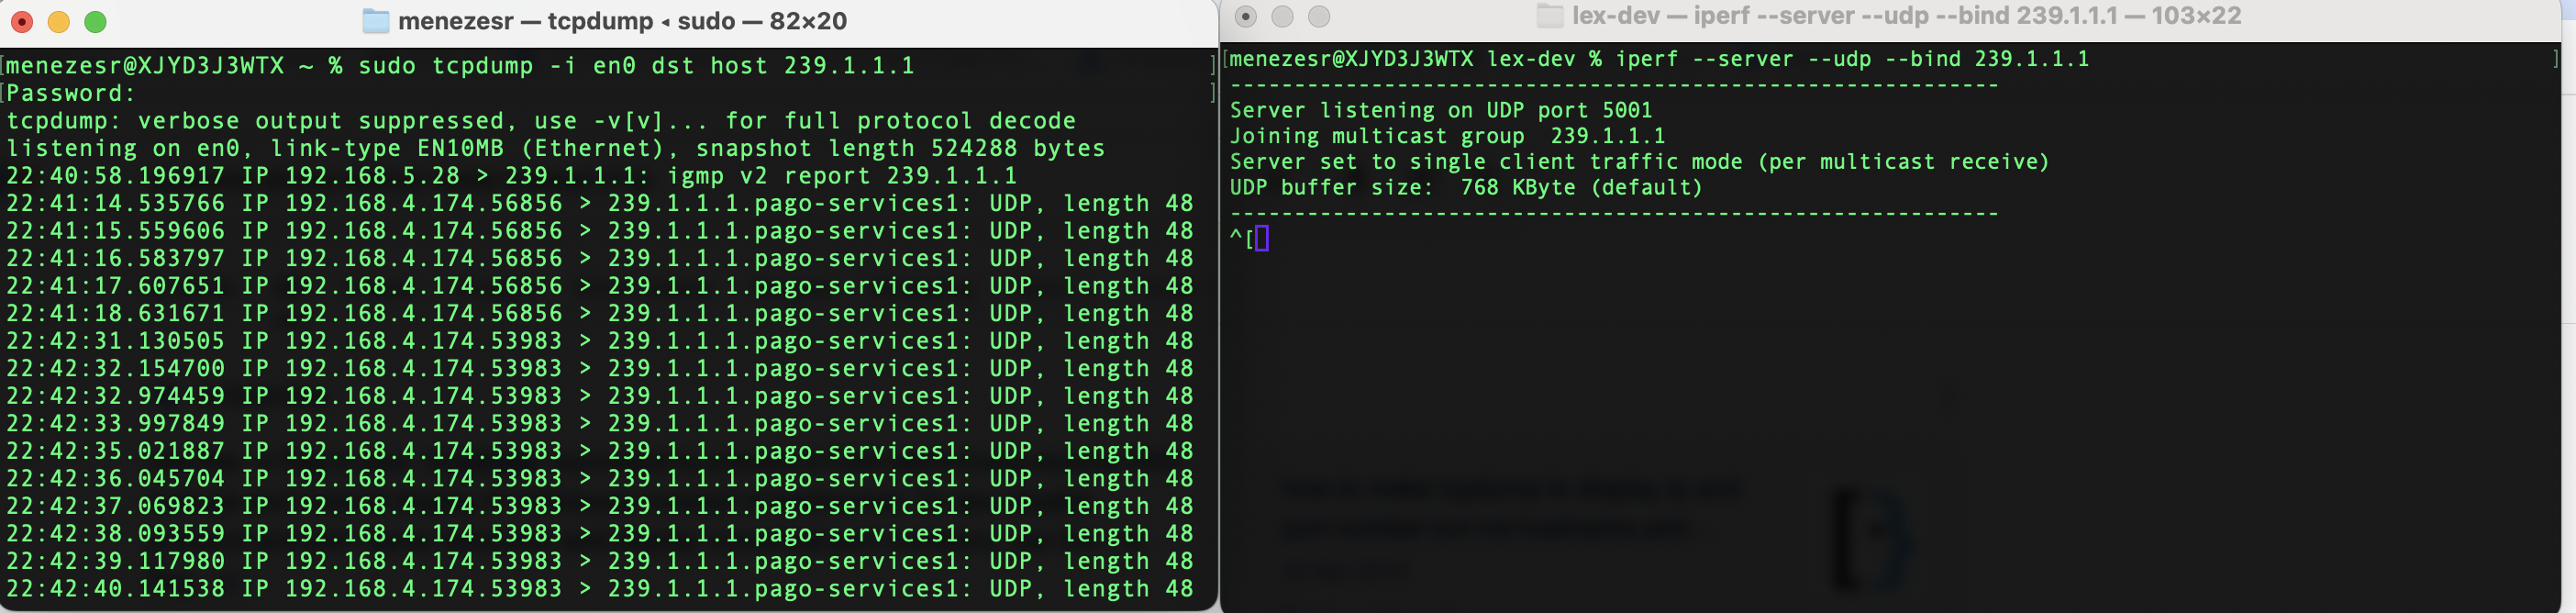 menezesr — tcpdump ◂ sudo — 82×20
[menezesr@XJYD3J3WTX ~ % sudo tcpdump -i en0 dst host 239.1.1.1 ]
[Password: ]
tcpdump: verbose output suppressed, use -v[v]... for full protocol decode
listening on en0, link-type EN10MB (Ethernet), snapshot length 524288 bytes
22:40:58.196917 IP 192.168.5.28 > 239.1.1.1: igmp v2 report 239.1.1.1
22:41:14.535766 IP 192.168.4.174.56856 > 239.1.1.1.pago-services1: UDP, length 48
22:41:15.559606 IP 192.168.4.174.56856 > 239.1.1.1.pago-services1: UDP, length 48
22:41:16.583797 IP 192.168.4.174.56856 > 239.1.1.1.pago-services1: UDP, length 48
22:41:17.607651 IP 192.168.4.174.56856 > 239.1.1.1.pago-services1: UDP, length 48
22:41:18.631671 IP 192.168.4.174.56856 > 239.1.1.1.pago-services1: UDP, length 48
22:42:31.130505 IP 192.168.4.174.53983 > 239.1.1.1.pago-services1: UDP, length 48
22:42:32.154700 IP 192.168.4.174.53983 > 239.1.1.1.pago-services1: UDP, length 48
22:42:32.974459 IP 192.168.4.174.53983 > 239.1.1.1.pago-services1: UDP, length 48
22:42:33.997849 IP 192.168.4.174.53983 > 239.1.1.1.pago-services1: UDP, length 48
22:42:35.021887 IP 192.168.4.174.53983 > 239.1.1.1.pago-services1: UDP, length 48
22:42:36.045704 IP 192.168.4.174.53983 > 239.1.1.1.pago-services1: UDP, length 48
22:42:37.069823 IP 192.168.4.174.53983 > 239.1.1.1.pago-services1: UDP, length 48
22:42:38.093559 IP 192.168.4.174.53983 > 239.1.1.1.pago-services1: UDP, length 48
22:42:39.117980 IP 192.168.4.174.53983 > 239.1.1.1.pago-services1: UDP, length 48
22:42:40.141538 IP 192.168.4.174.53983 > 239.1.1.1.pago-services1: UDP, length 48
lex-dev — iperf --server --udp --bind 239.1.1.1 — 103×22
[menezesr@XJYD3J3WTX lex-dev % iperf --server --udp --bind 239.1.1.1 ]
------------------------------------------------------------
Server listening on UDP port 5001
Joining multicast group  239.1.1.1
Server set to single client traffic mode (per multicast receive)
UDP buffer size:  768 KByte (default)
------------------------------------------------------------
^[